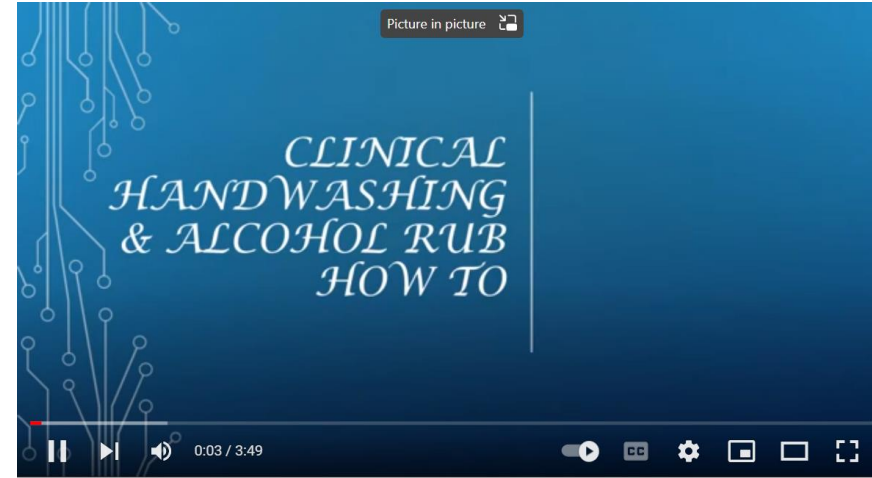 Picture in picture
CLINICAL
HANDWASHING
& ALCOHOL RUB
HOW TO
0:03 / 3:49
CC